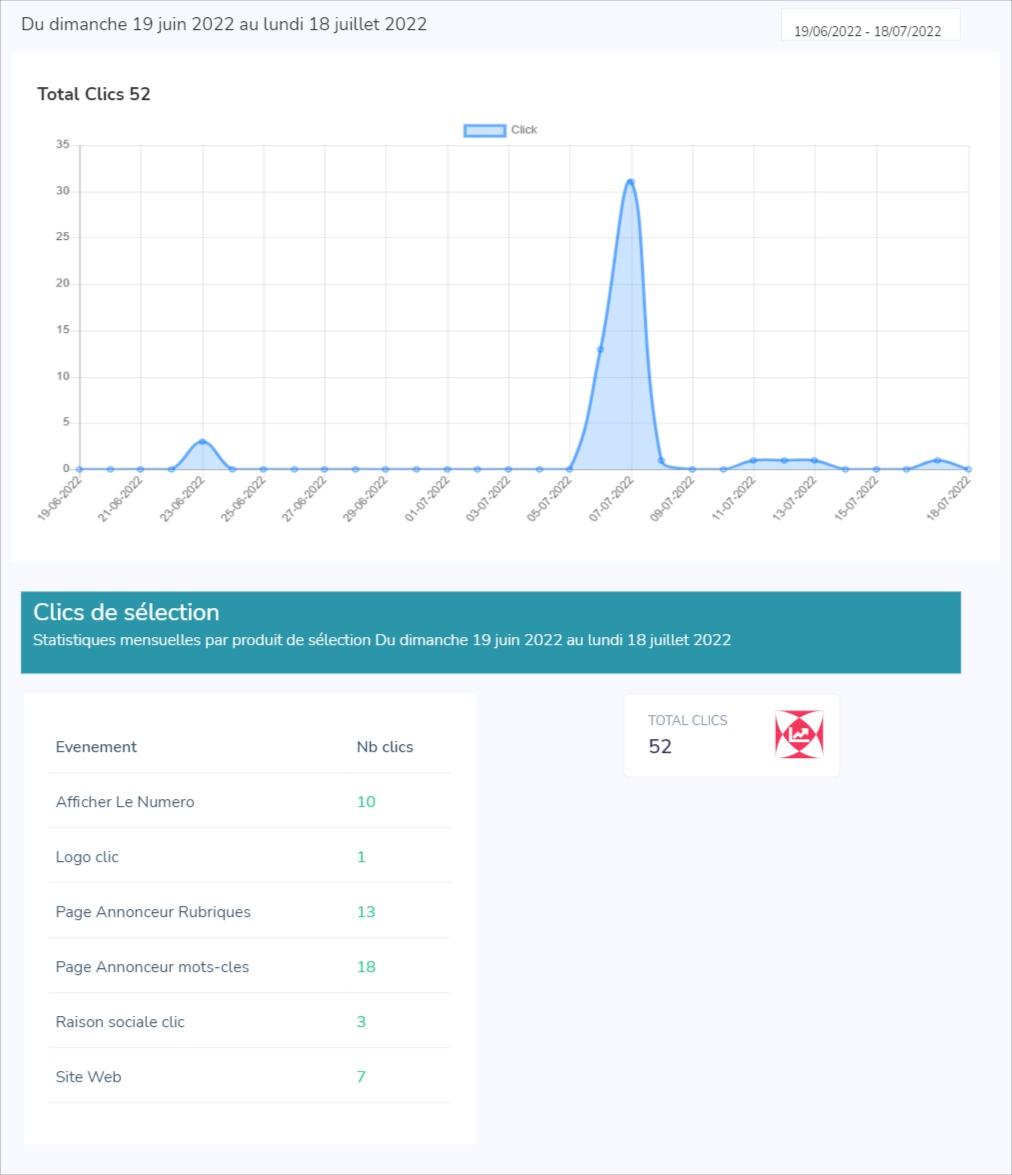 Du dimanche 19 juin 2022 au lundi 18 juillet 2022
19/06/2022 - 18/07/2022
Total Clics 52
Click
35
30
25
20
15
10
5
0
19-06-2022 21-06-2022 23-06-2022 25-06-2022 27-06-2022 29-06-2022 01-07-2022 03-07-2022 05-07-2022 07-07-2022 09-07-2022 11-07-2022 13-07-2022 15-07-2022 18-07-2022
Clics de sélection
Statistiques mensuelles par produit de sélection Du dimanche 19 juin 2022 au lundi 18 juillet 2022
TOTAL CLICS
52
Evenement Nb clics
Afficher Le Numero 10
Logo clic 1
Page Annonceur Rubriques 13
Page Annonceur mots-cles 18
Raison sociale clic 3
Site Web 7